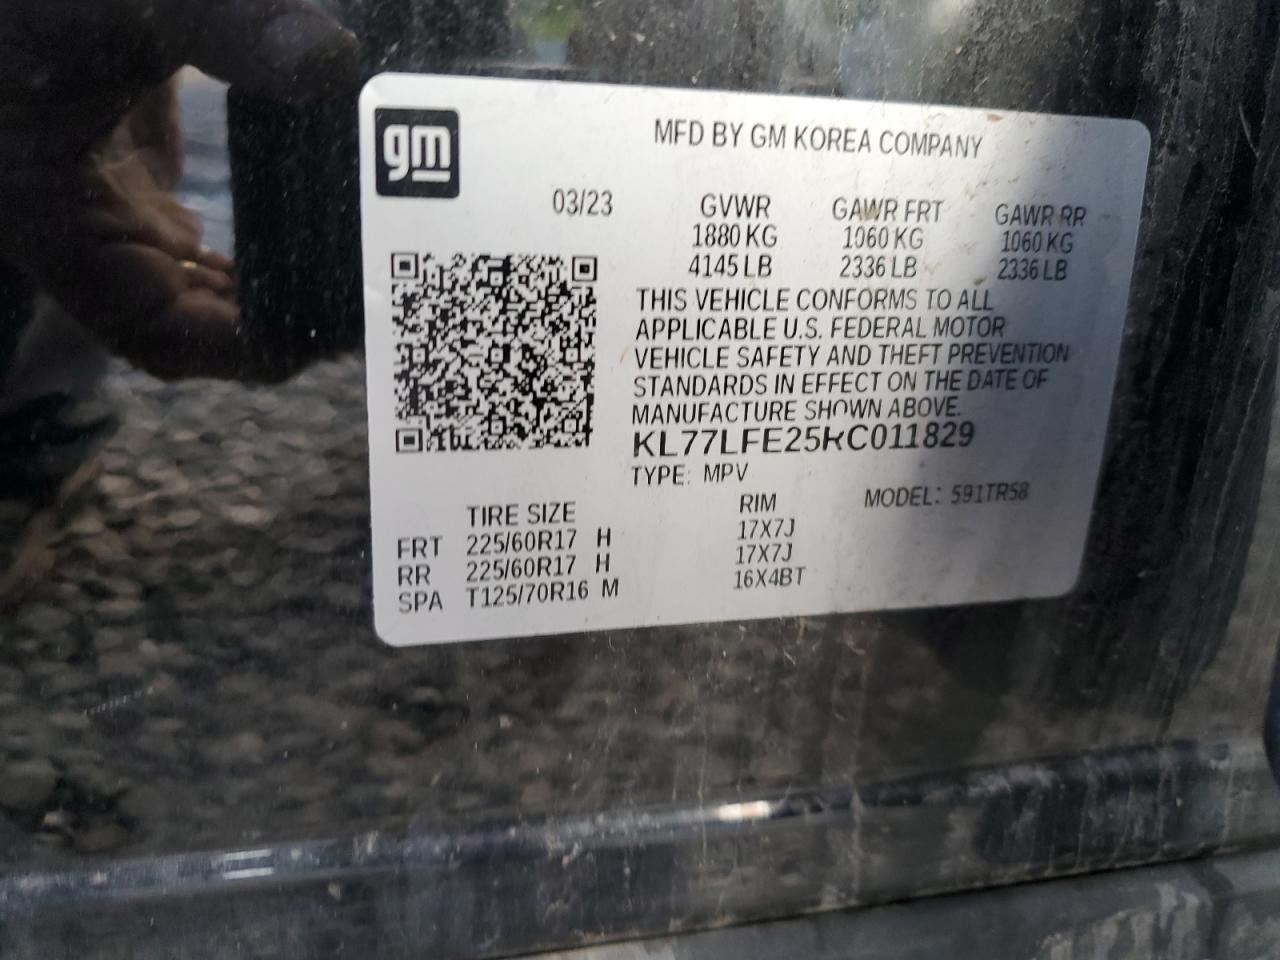 gm
MFD BY GM KOREA COMPANY
03/23 GVWR GAWR FRT GAWR RR
1880 KG 1060 KG 1060 KG
4145 LB 2336 LB 2336 LB
THIS VEHICLE CONFORMS TO ALL
APPLICABLE U.S. FEDERAL MOTOR
VEHICLE SAFETY AND THEFT PREVENTION
STANDARDS IN EFFECT ON THE DATE OF
MANUFACTURE SHOWN ABOVE.
KL77LFE25KC011829
TYPE: MPV
TIRE SIZE RIM MODEL: 591TR58
FRT 225/60R17 H 17X7J
RR 225/60R17 H 17X7J
SPA T125/70R16 M 16X4BT